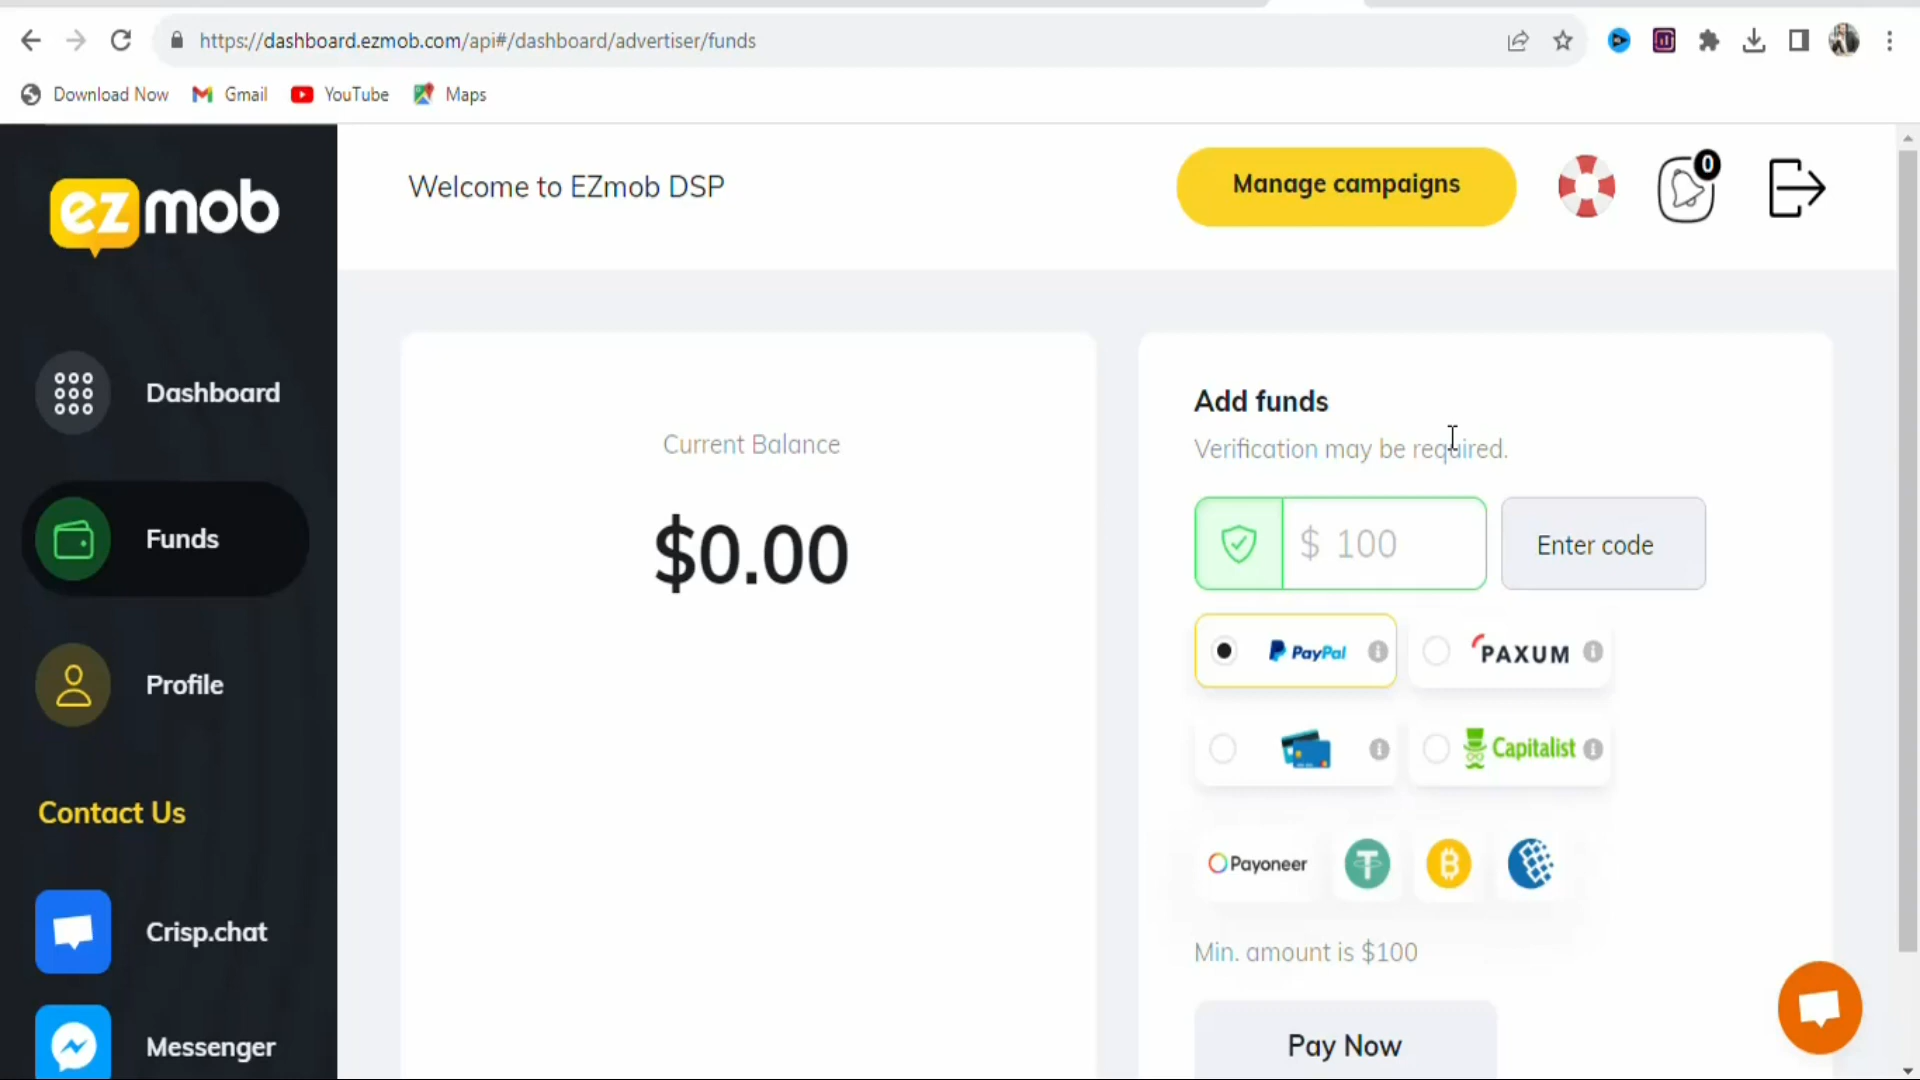 https://dashboard.ezmob.com/api#/dashboard/advertiser/funds
Download Now
Gmail
YouTube
Maps
ezmob
Welcome to EZmob DSP
Manage campaigns
0
Dashboard
Funds
Profile
Contact Us
Crisp.chat
Messenger
Current Balance
$0.00
Add funds
Verification may be required.
$ 100
Enter code
PayPal
PAXUM
Capitalist
Payoneer
Min. amount is $100
Pay Now